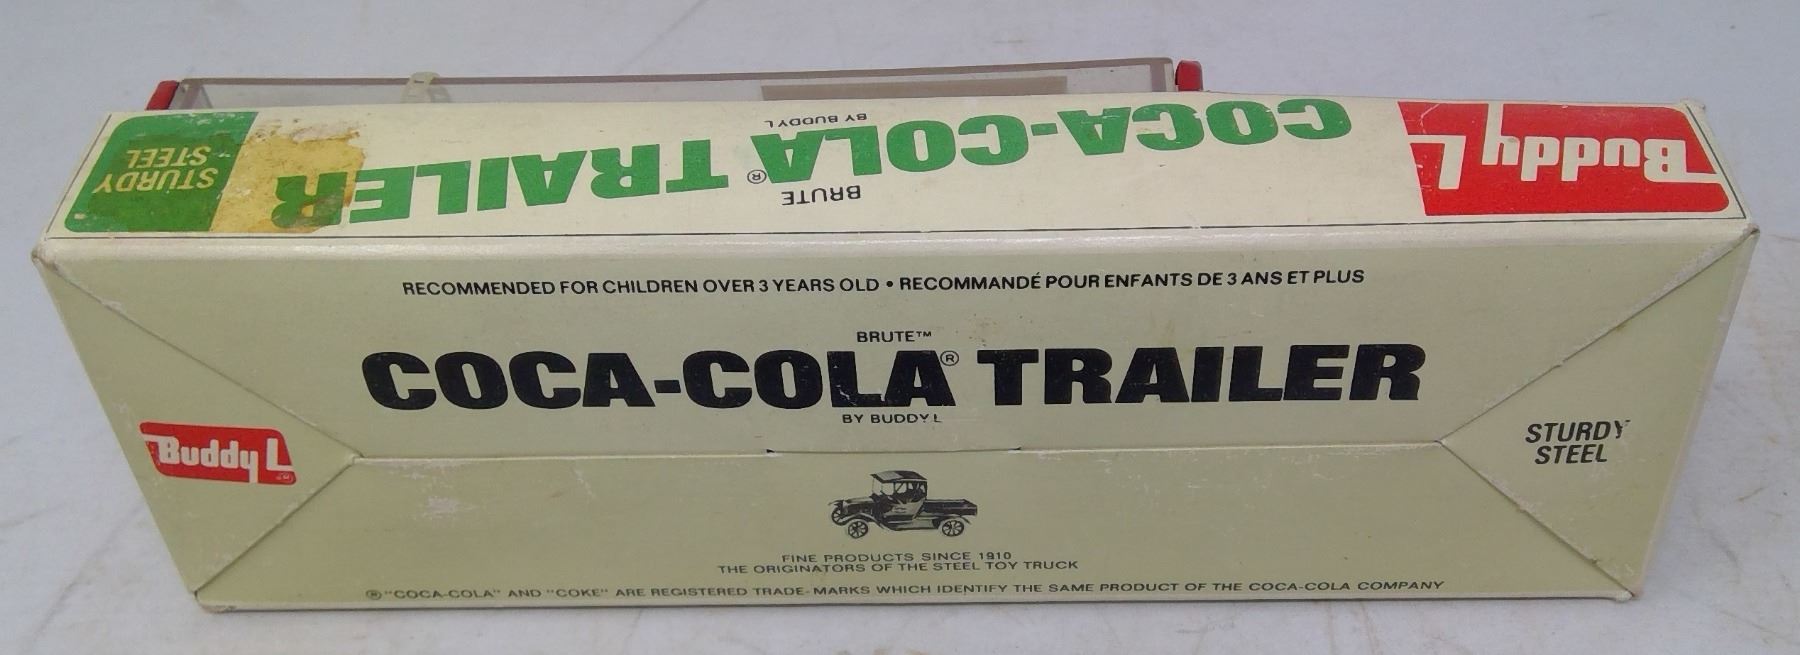 Buddy L
BRUTE
COCA-COLA® TRAILER
BY BUDDY L
STURDY
STEEL
RECOMMENDED FOR CHILDREN OVER 3 YEARS OLD • RECOMMANDÉ POUR ENFANTS DE 3 ANS ET PLUS
BRUTE™
COCA-COLA® TRAILER
BY BUDDY L
Buddy L®
STURDY
STEEL
FINE PRODUCTS SINCE 1910
THE ORIGINATORS OF THE STEEL TOY TRUCK
® "COCA-COLA" AND "COKE" ARE REGISTERED TRADE-MARKS WHICH IDENTIFY THE SAME PRODUCT OF THE COCA-COLA COMPANY